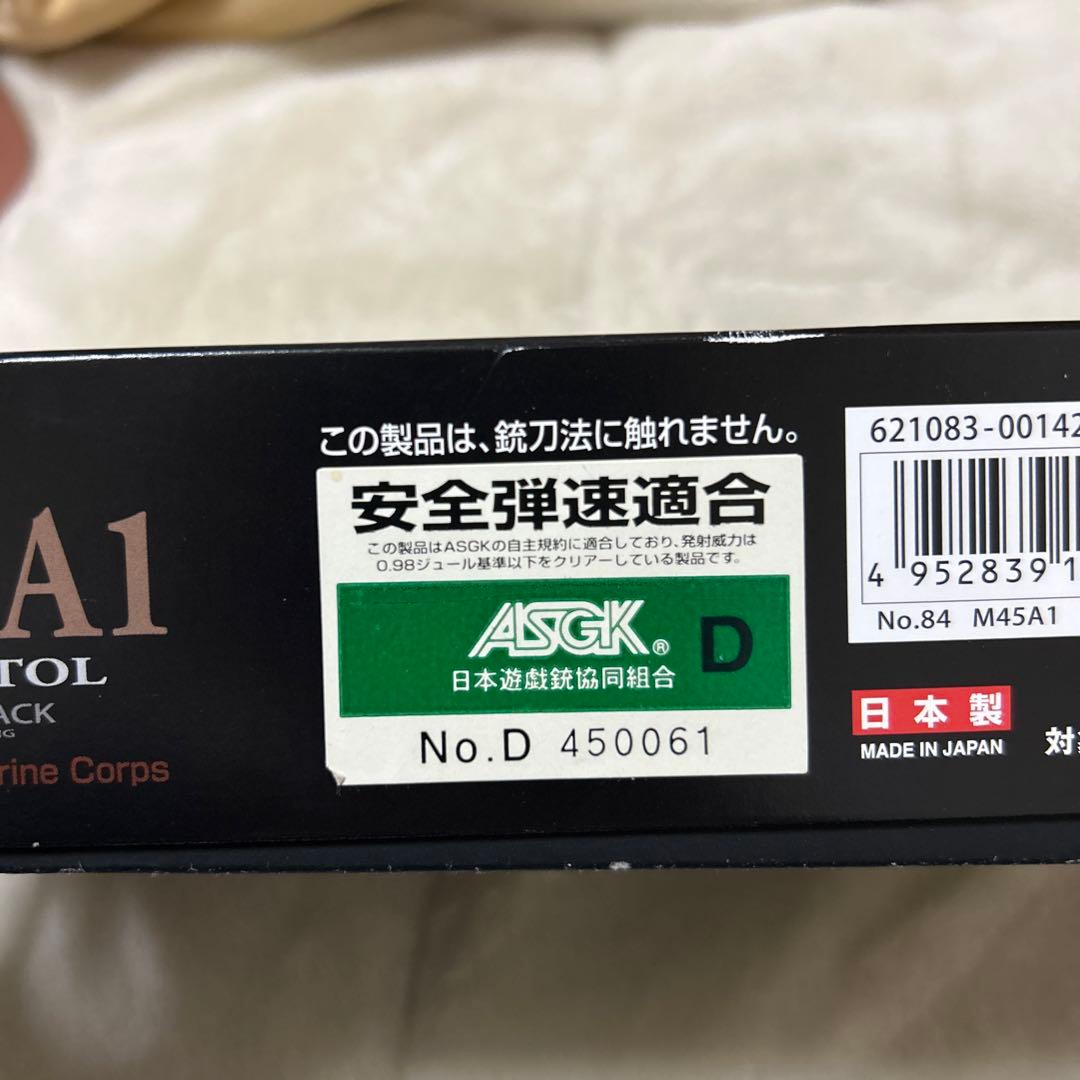 A1
TOL
ACK
rine Corps
この製品は、銃刀法に触れません。
安全弾速適合
この製品はASGKの自主規約に適合しており、発射威力は
0.98ジュール基準以下をクリアーしている製品です。
ASGK® D
日本遊戯銃協同組合
No.D 450061
621083-00142
4 952839 1
No.84 M45A1
日本製
MADE IN JAPAN
対